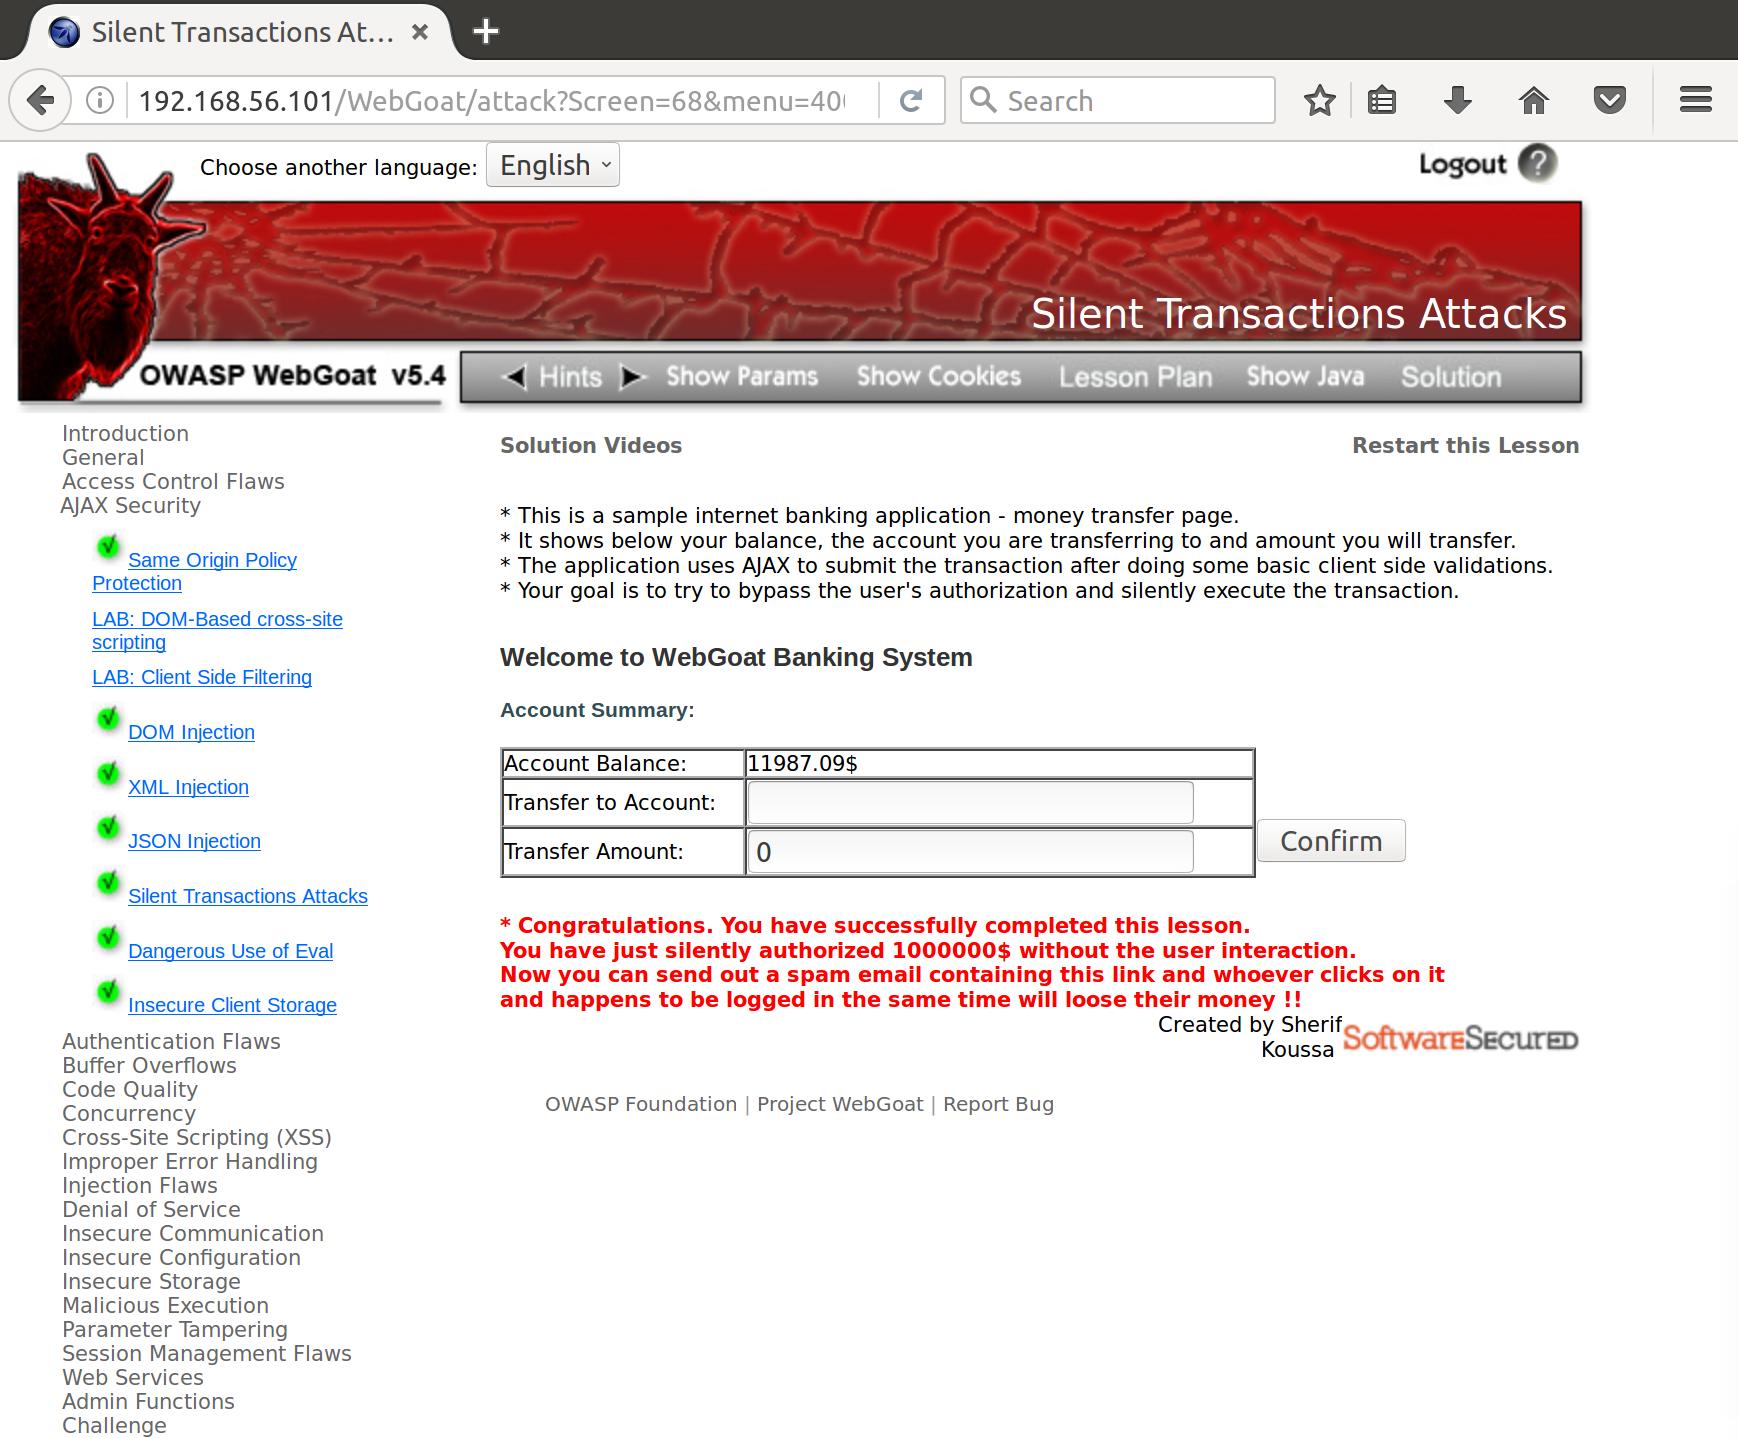 Silent Transactions At...
192.168.56.101/WebGoat/attack?Screen=68&menu=400
Search
Choose another language: English
Logout ?
Silent Transactions Attacks
OWASP WebGoat v5.4
Hints Show Params Show Cookies Lesson Plan Show Java Solution
Introduction
General
Access Control Flaws
AJAX Security
Same Origin Policy
Protection
LAB: DOM-Based cross-site
scripting
LAB: Client Side Filtering
DOM Injection
XML Injection
JSON Injection
Silent Transactions Attacks
Dangerous Use of Eval
Insecure Client Storage
Authentication Flaws
Buffer Overflows
Code Quality
Concurrency
Cross-Site Scripting (XSS)
Improper Error Handling
Injection Flaws
Denial of Service
Insecure Communication
Insecure Configuration
Insecure Storage
Malicious Execution
Parameter Tampering
Session Management Flaws
Web Services
Admin Functions
Challenge
Solution Videos
Restart this Lesson
* This is a sample internet banking application - money transfer page.
* It shows below your balance, the account you are transferring to and amount you will transfer.
* The application uses AJAX to submit the transaction after doing some basic client side validations.
* Your goal is to try to bypass the user's authorization and silently execute the transaction.
Welcome to WebGoat Banking System
Account Summary:
Account Balance: 11987.09$
Transfer to Account:
Transfer Amount: 0
Confirm
* Congratulations. You have successfully completed this lesson.
You have just silently authorized 1000000$ without the user interaction.
Now you can send out a spam email containing this link and whoever clicks on it
and happens to be logged in the same time will loose their money !!
Created by Sherif
Koussa
SoftwareSecured
OWASP Foundation | Project WebGoat | Report Bug